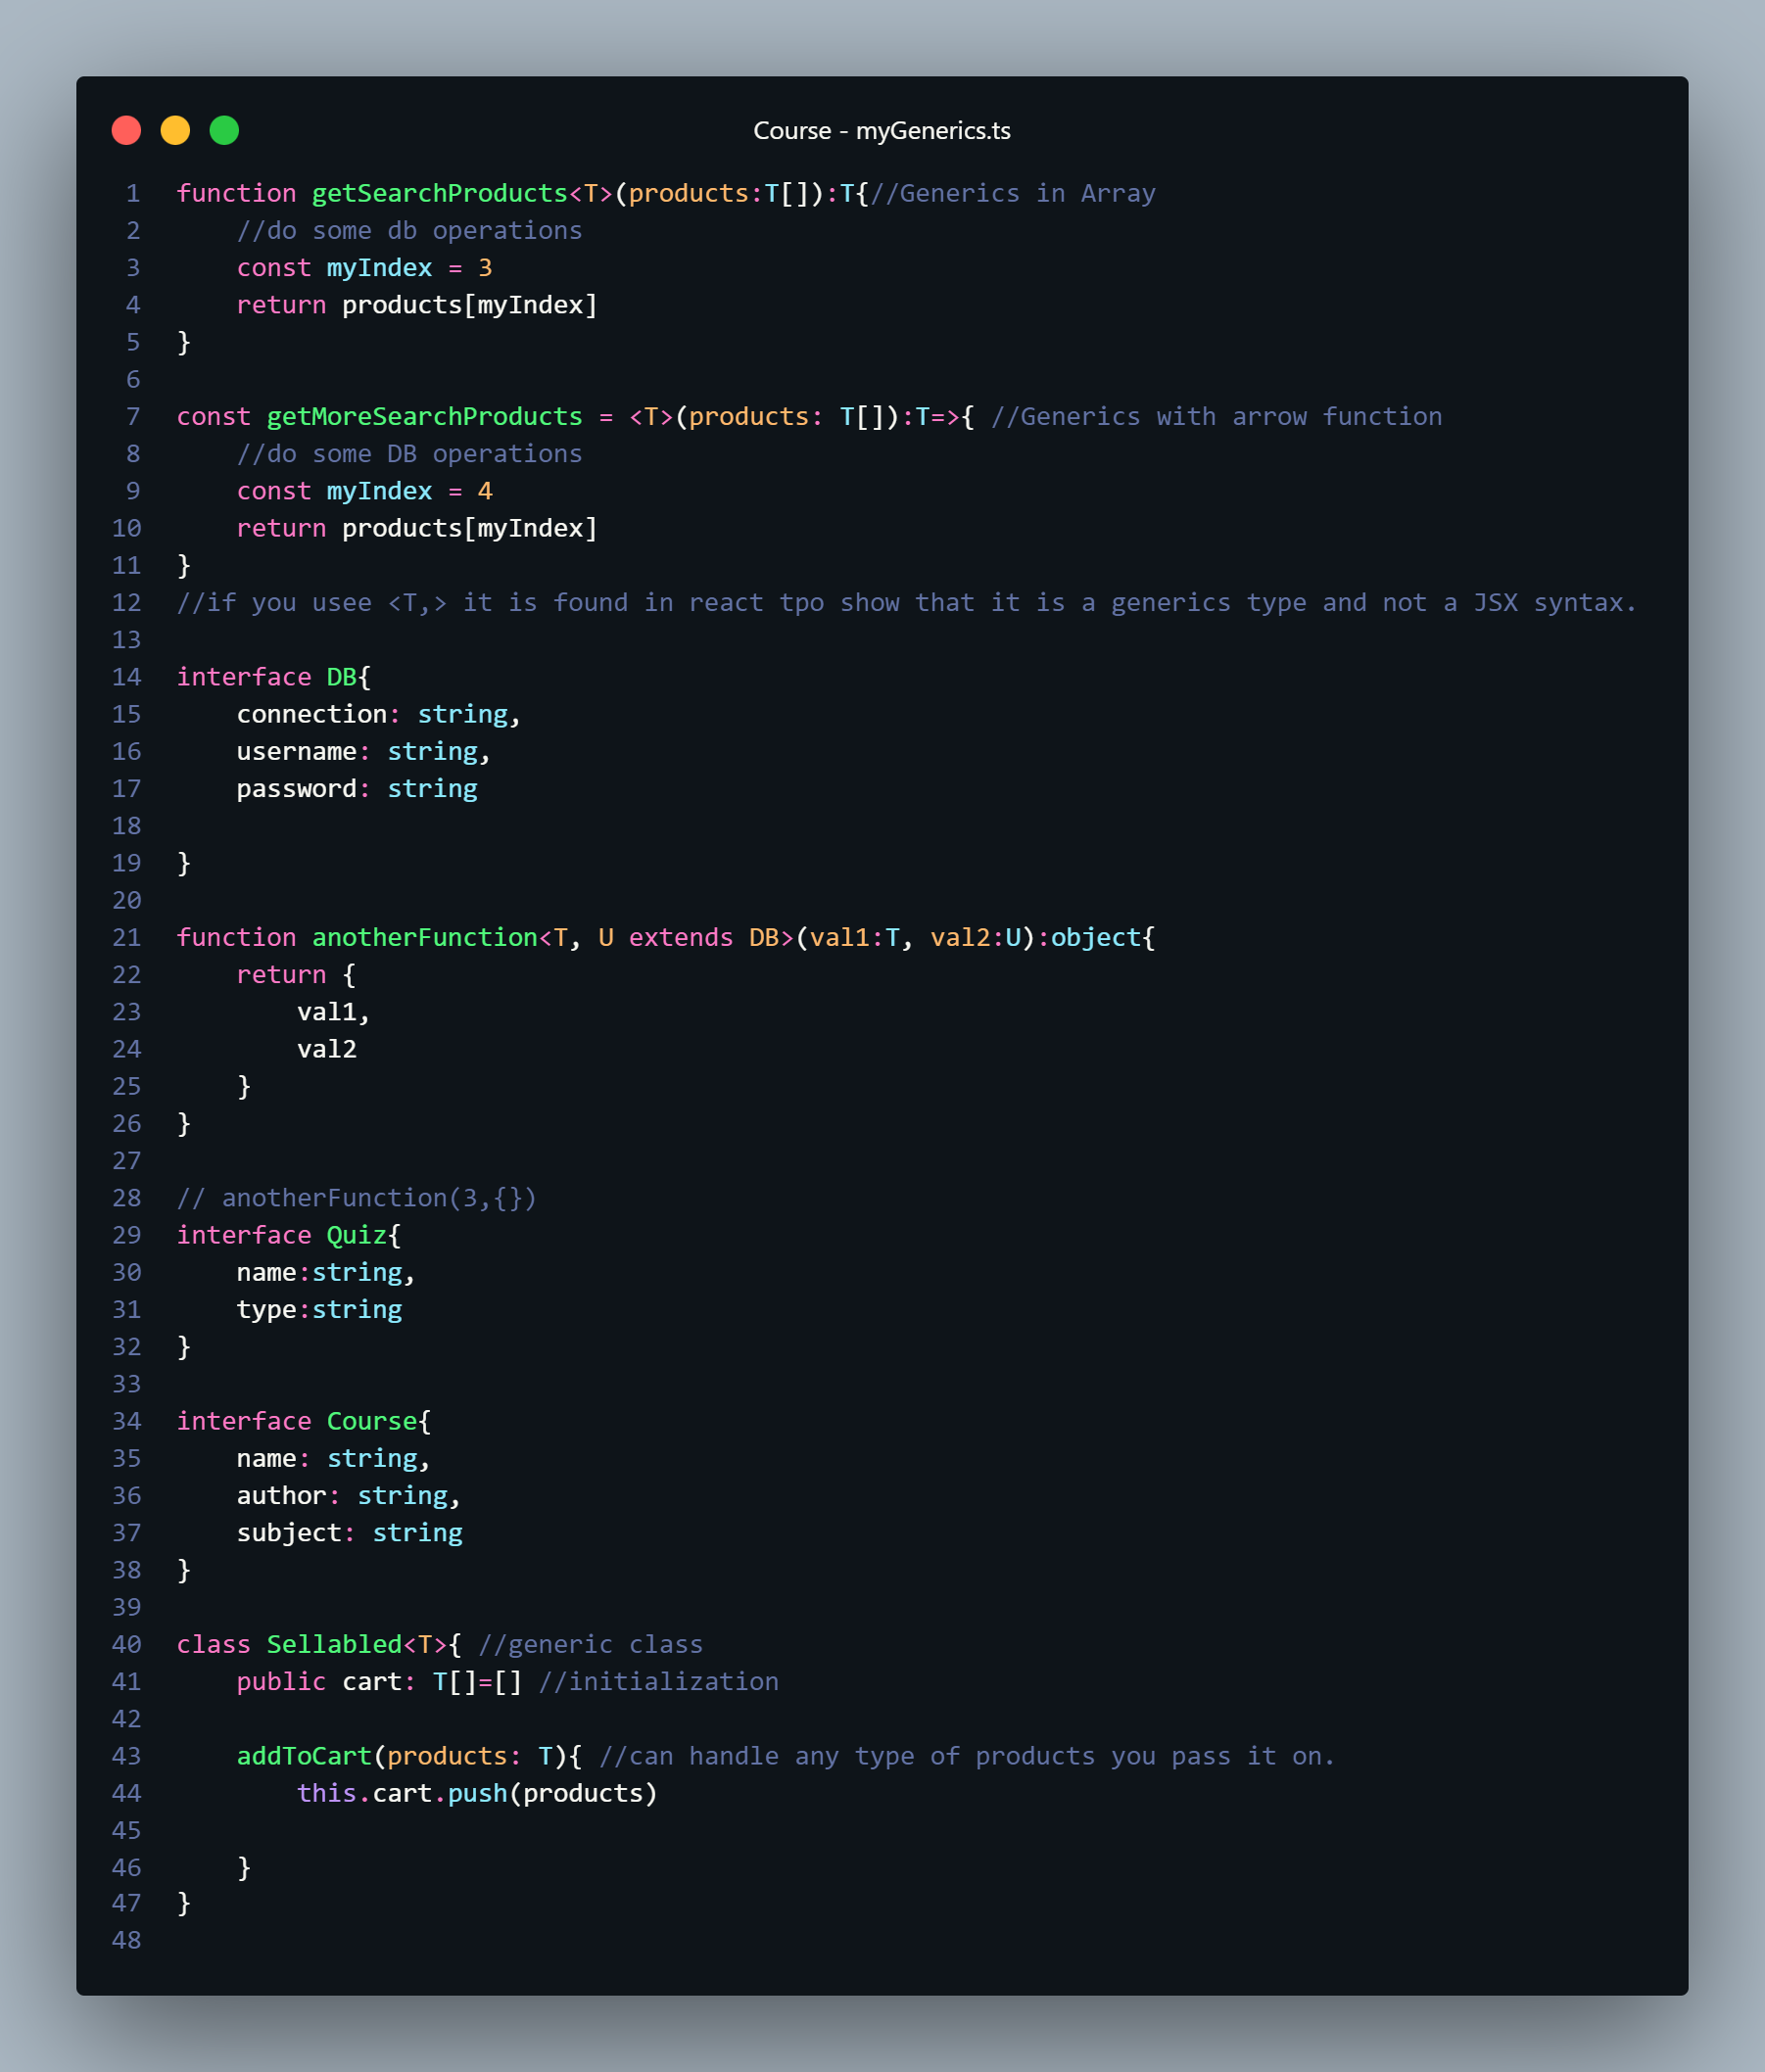 Course - myGenerics.ts
1 function getSearchProducts<T>(products:T[]):T{//Generics in Array
2 //do some db operations
3 const myIndex = 3
4 return products[myIndex]
5 }
6
7 const getMoreSearchProducts = <T>(products: T[]):T=>{ //Generics with arrow function
8 //do some DB operations
9 const myIndex = 4
10 return products[myIndex]
11 }
12 //if you usee <T,> it is found in react tpo show that it is a generics type and not a JSX syntax.
13
14 interface DB{
15 connection: string,
16 username: string,
17 password: string
18
19 }
20
21 function anotherFunction<T, U extends DB>(val1:T, val2:U):object{
22 return {
23 val1,
24 val2
25 }
26 }
27
28 // anotherFunction(3,{})
29 interface Quiz{
30 name:string,
31 type:string
32 }
33
34 interface Course{
35 name: string,
36 author: string,
37 subject: string
38 }
39
40 class Sellabled<T>{ //generic class
41 public cart: T[]=[] //initialization
42
43 addToCart(products: T){ //can handle any type of products you pass it on.
44 this.cart.push(products)
45
46 }
47 }
48